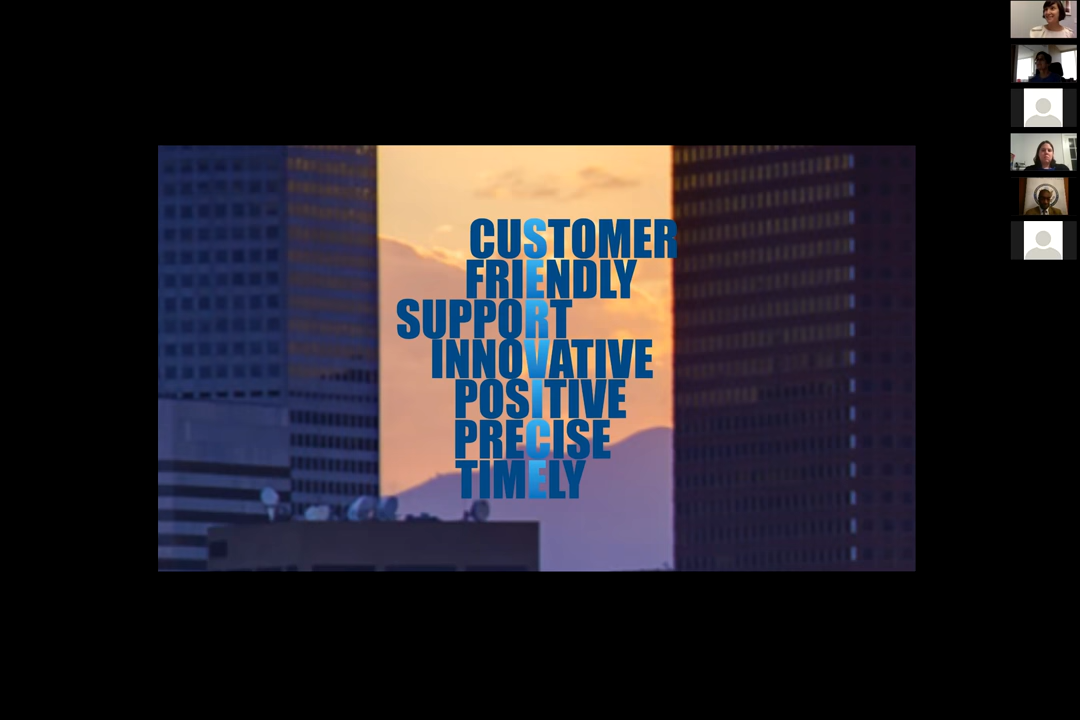 CUSTOMER
FRIENDLY
SUPPORT
INNOVATIVE
POSITIVE
PRECISE
TIMELY